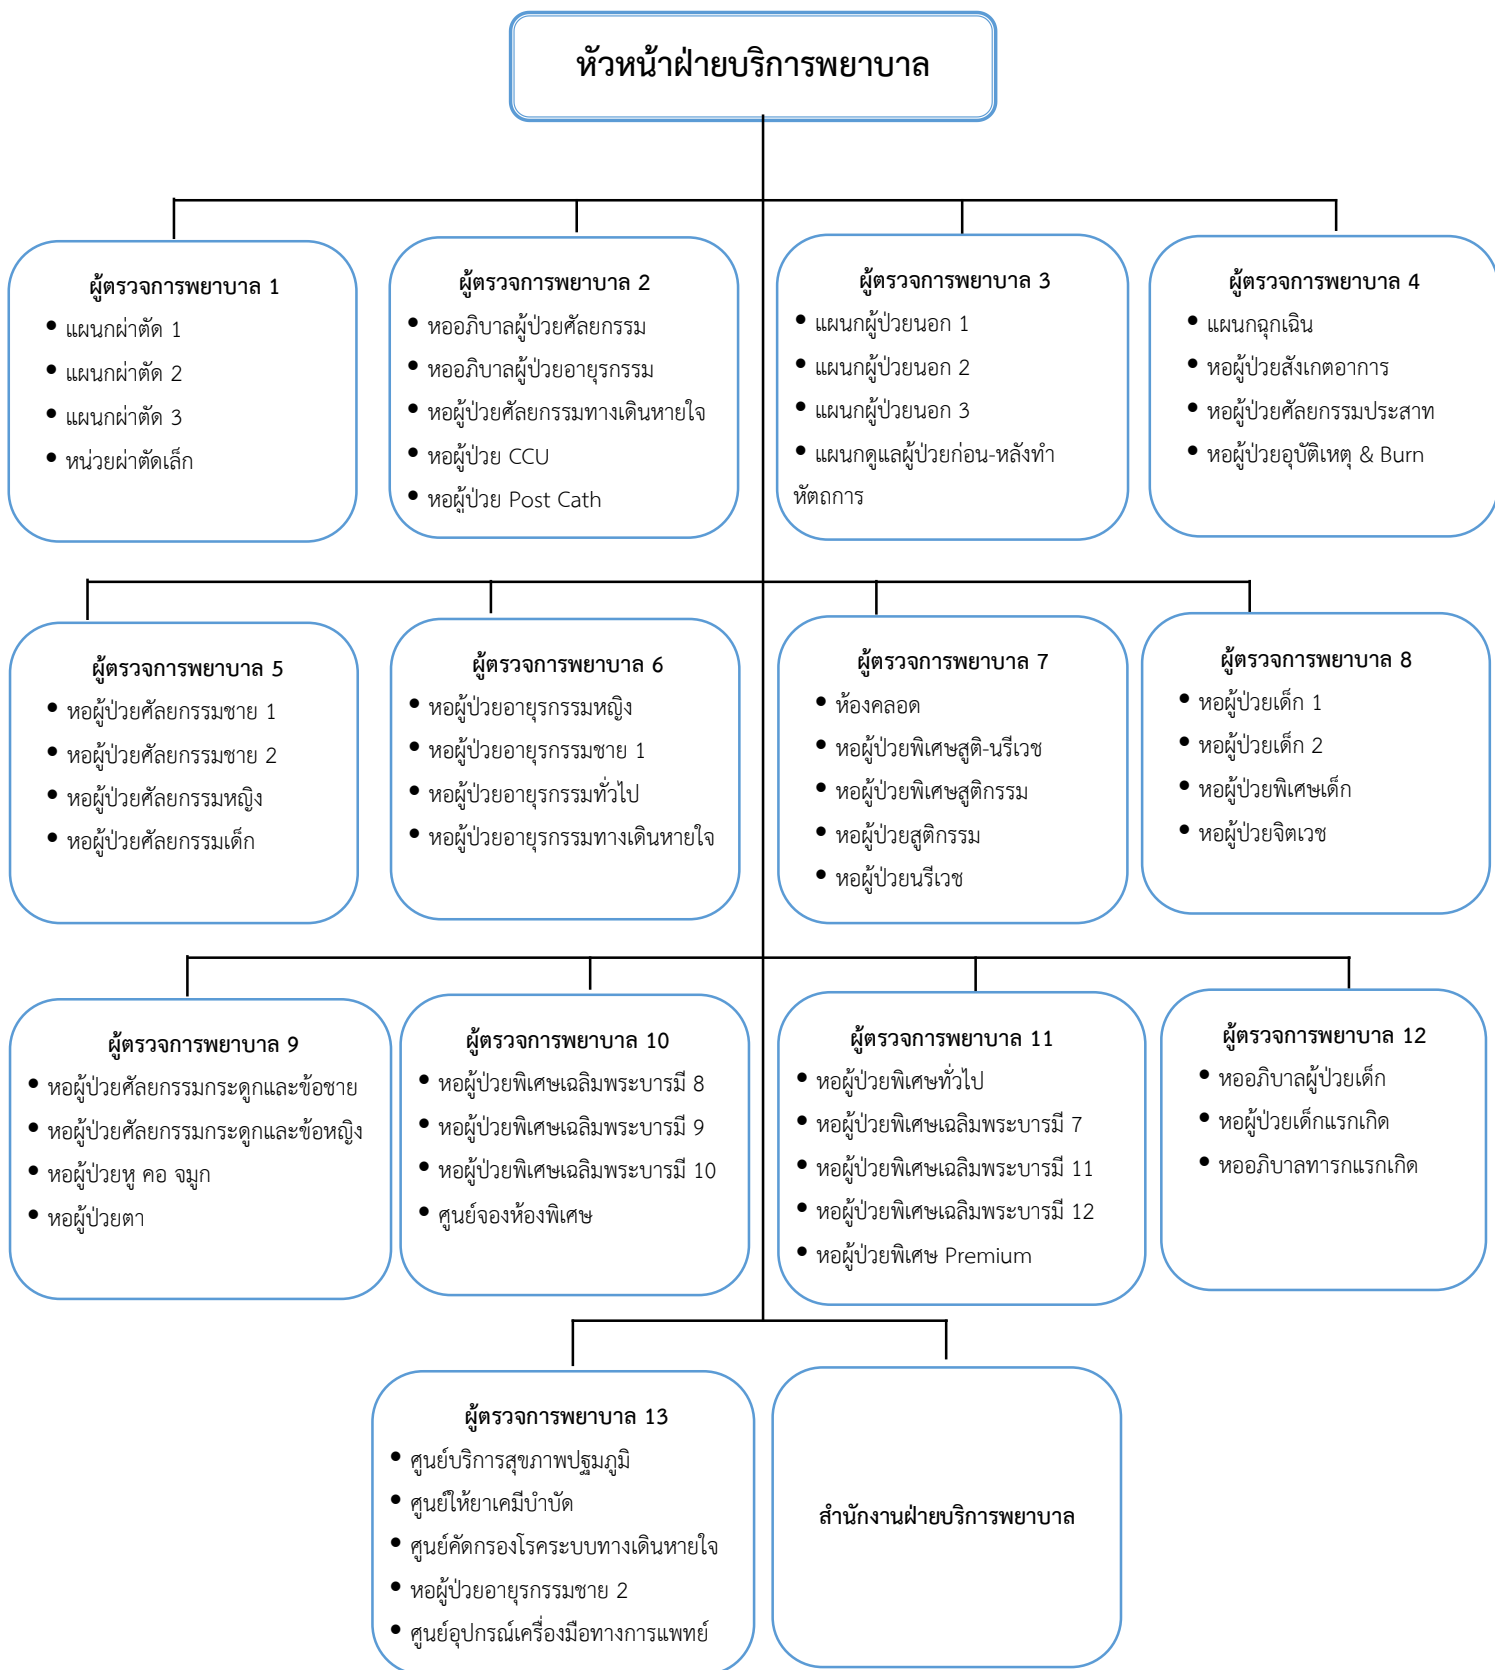 หัวหน้าฝ่ายบริการพยาบาล
ผู้ตรวจการพยาบาล 1
• แผนกผ่าตัด 1
• แผนกผ่าตัด 2
• แผนกผ่าตัด 3
• หน่วยผ่าตัดเล็ก
ผู้ตรวจการพยาบาล 2
• หออภิบาลผู้ป่วยศัลยกรรม
• หออภิบาลผู้ป่วยอายุรกรรม
• หอผู้ป่วยศัลยกรรมทางเดินหายใจ
• หอผู้ป่วย CCU
• หอผู้ป่วย Post Cath
ผู้ตรวจการพยาบาล 3
• แผนกผู้ป่วยนอก 1
• แผนกผู้ป่วยนอก 2
• แผนกผู้ป่วยนอก 3
• แผนกดูแลผู้ป่วยก่อน-หลังทำ
หัตถการ
ผู้ตรวจการพยาบาล 4
• แผนกฉุกเฉิน
• หอผู้ป่วยสังเกตอาการ
• หอผู้ป่วยศัลยกรรมประสาท
• หอผู้ป่วยอุบัติเหตุ & Burn
ผู้ตรวจการพยาบาล 5
• หอผู้ป่วยศัลยกรรมชาย 1
• หอผู้ป่วยศัลยกรรมชาย 2
• หอผู้ป่วยศัลยกรรมหญิง
• หอผู้ป่วยศัลยกรรมเด็ก
ผู้ตรวจการพยาบาล 6
• หอผู้ป่วยอายุรกรรมหญิง
• หอผู้ป่วยอายุรกรรมชาย 1
• หอผู้ป่วยอายุรกรรมทั่วไป
• หอผู้ป่วยอายุรกรรมทางเดินหายใจ
ผู้ตรวจการพยาบาล 7
• ห้องคลอด
• หอผู้ป่วยพิเศษสูติ-นรีเวช
• หอผู้ป่วยพิเศษสูติกรรม
• หอผู้ป่วยสูติกรรม
• หอผู้ป่วยนรีเวช
ผู้ตรวจการพยาบาล 8
• หอผู้ป่วยเด็ก 1
• หอผู้ป่วยเด็ก 2
• หอผู้ป่วยพิเศษเด็ก
• หอผู้ป่วยจิตเวช
ผู้ตรวจการพยาบาล 9
• หอผู้ป่วยศัลยกรรมกระดูกและข้อชาย
• หอผู้ป่วยศัลยกรรมกระดูกและข้อหญิง
• หอผู้ป่วยหู คอ จมูก
• หอผู้ป่วยตา
ผู้ตรวจการพยาบาล 10
• หอผู้ป่วยพิเศษเฉลิมพระบารมี 8
• หอผู้ป่วยพิเศษเฉลิมพระบารมี 9
• หอผู้ป่วยพิเศษเฉลิมพระบารมี 10
• ศูนย์จองห้องพิเศษ
ผู้ตรวจการพยาบาล 11
• หอผู้ป่วยพิเศษทั่วไป
• หอผู้ป่วยพิเศษเฉลิมพระบารมี 7
• หอผู้ป่วยพิเศษเฉลิมพระบารมี 11
• หอผู้ป่วยพิเศษเฉลิมพระบารมี 12
• หอผู้ป่วยพิเศษ Premium
ผู้ตรวจการพยาบาล 12
• หออภิบาลผู้ป่วยเด็ก
• หอผู้ป่วยเด็กแรกเกิด
• หออภิบาลทารกแรกเกิด
ผู้ตรวจการพยาบาล 13
• ศูนย์บริการสุขภาพปฐมภูมิ
• ศูนย์ให้ยาเคมีบำบัด
• ศูนย์คัดกรองโรคระบบทางเดินหายใจ
• หอผู้ป่วยอายุรกรรมชาย 2
• ศูนย์อุปกรณ์เครื่องมือทางการแพทย์
สำนักงานฝ่ายบริการพยาบาล